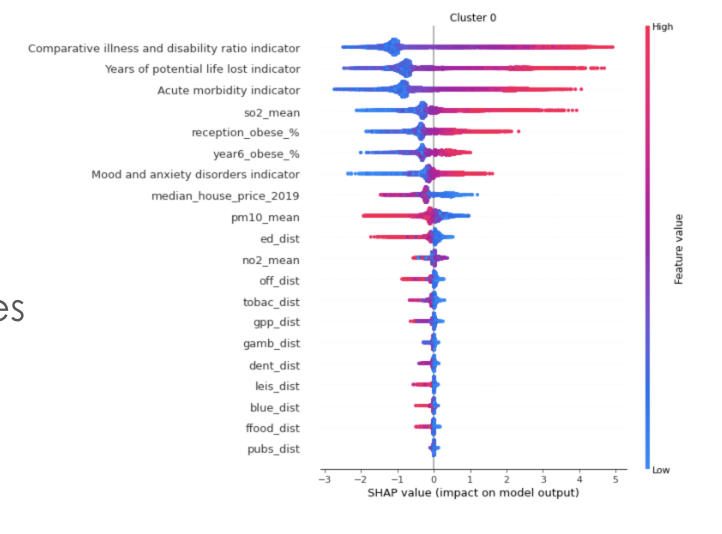 Cluster 0
High
Comparative illness and disability ratio indicator
Years of potential life lost indicator
Acute morbidity indicator
so2_mean
reception_obese_%
year6_obese_%
Mood and anxiety disorders indicator
median_house_price_2019
pm10_mean
ed_dist
no2_mean
off_dist
tobac_dist
gpp_dist
gamb_dist
dent_dist
leis_dist
blue_dist
ffood_dist
pubs_dist
es
Feature value
Low
−3 −2 −1 0 1 2 3 4 5
SHAP value (impact on model output)